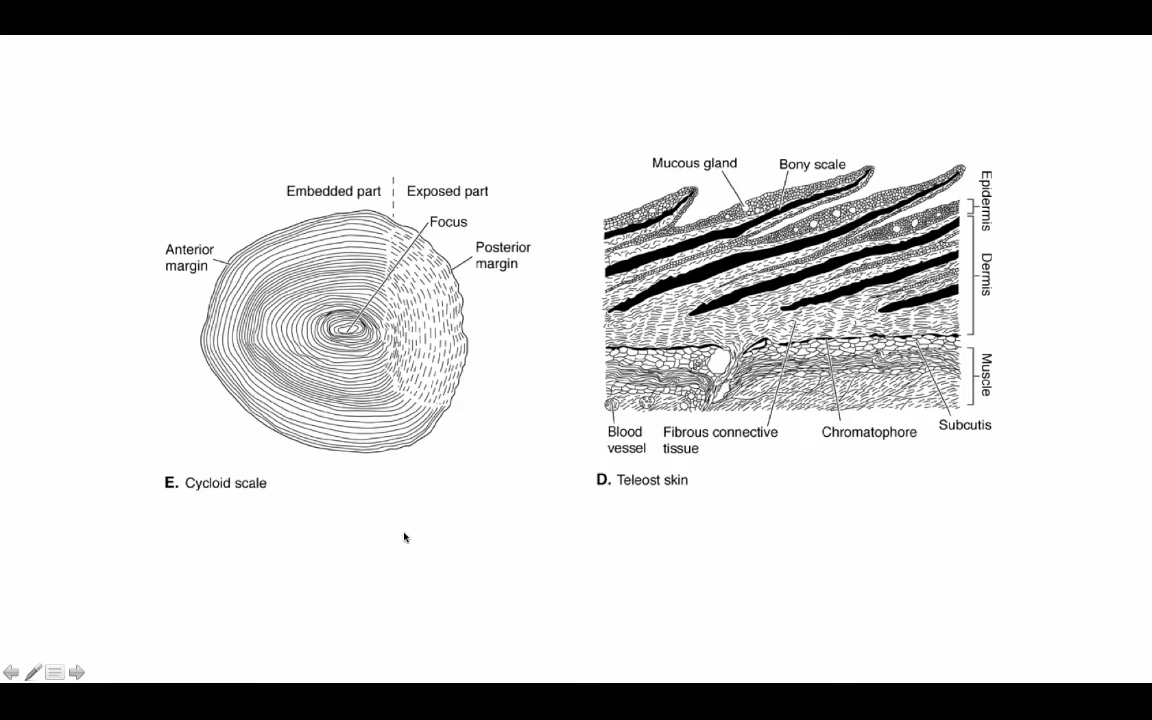 Embedded part
Exposed part
Focus
Anterior
margin
Posterior
margin
E. Cycloid scale
Mucous gland
Bony scale
Epidermis
Dermis
Muscle
Blood
vessel
Fibrous connective
tissue
Chromatophore
Subcutis
D. Teleost skin